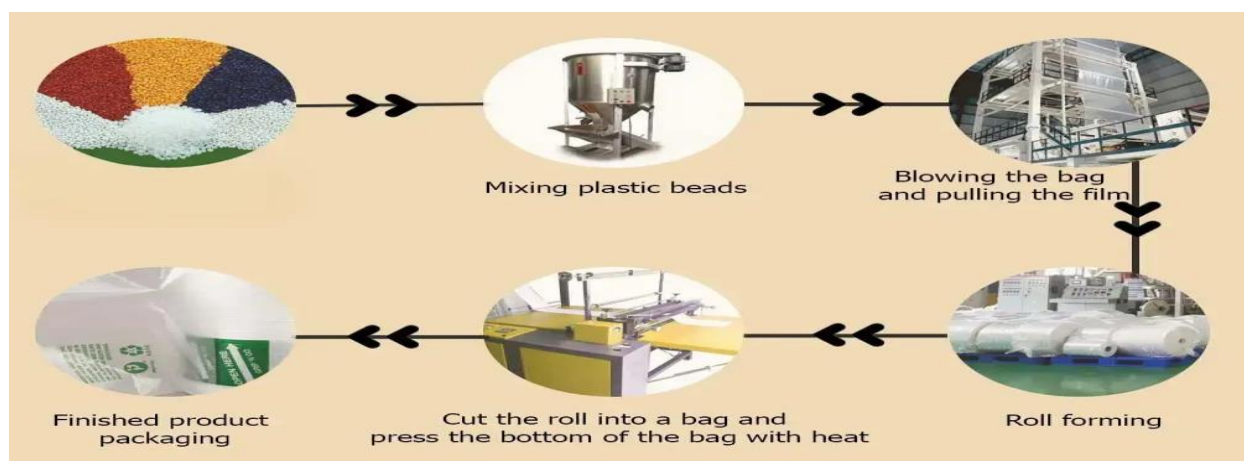 Mixing plastic beads
Blowing the bag
and pulling the film
Finished product
packaging
Cut the roll into a bag and
press the bottom of the bag with heat
Roll forming